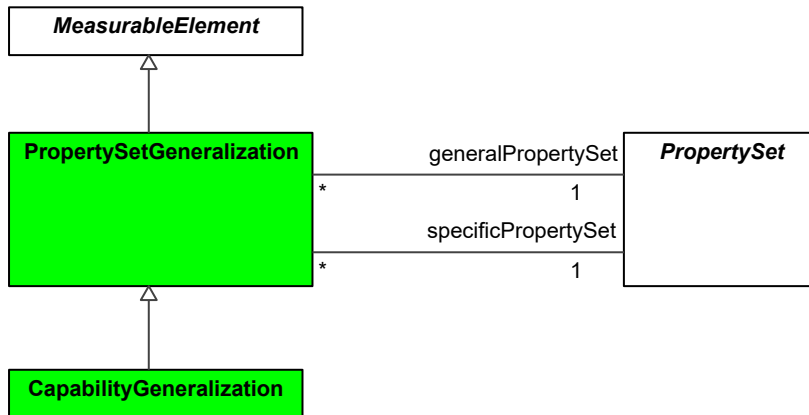 MeasurableElement
PropertySetGeneralization
generalPropertySet
PropertySet
*
1
specificPropertySet
*
1
CapabilityGeneralization